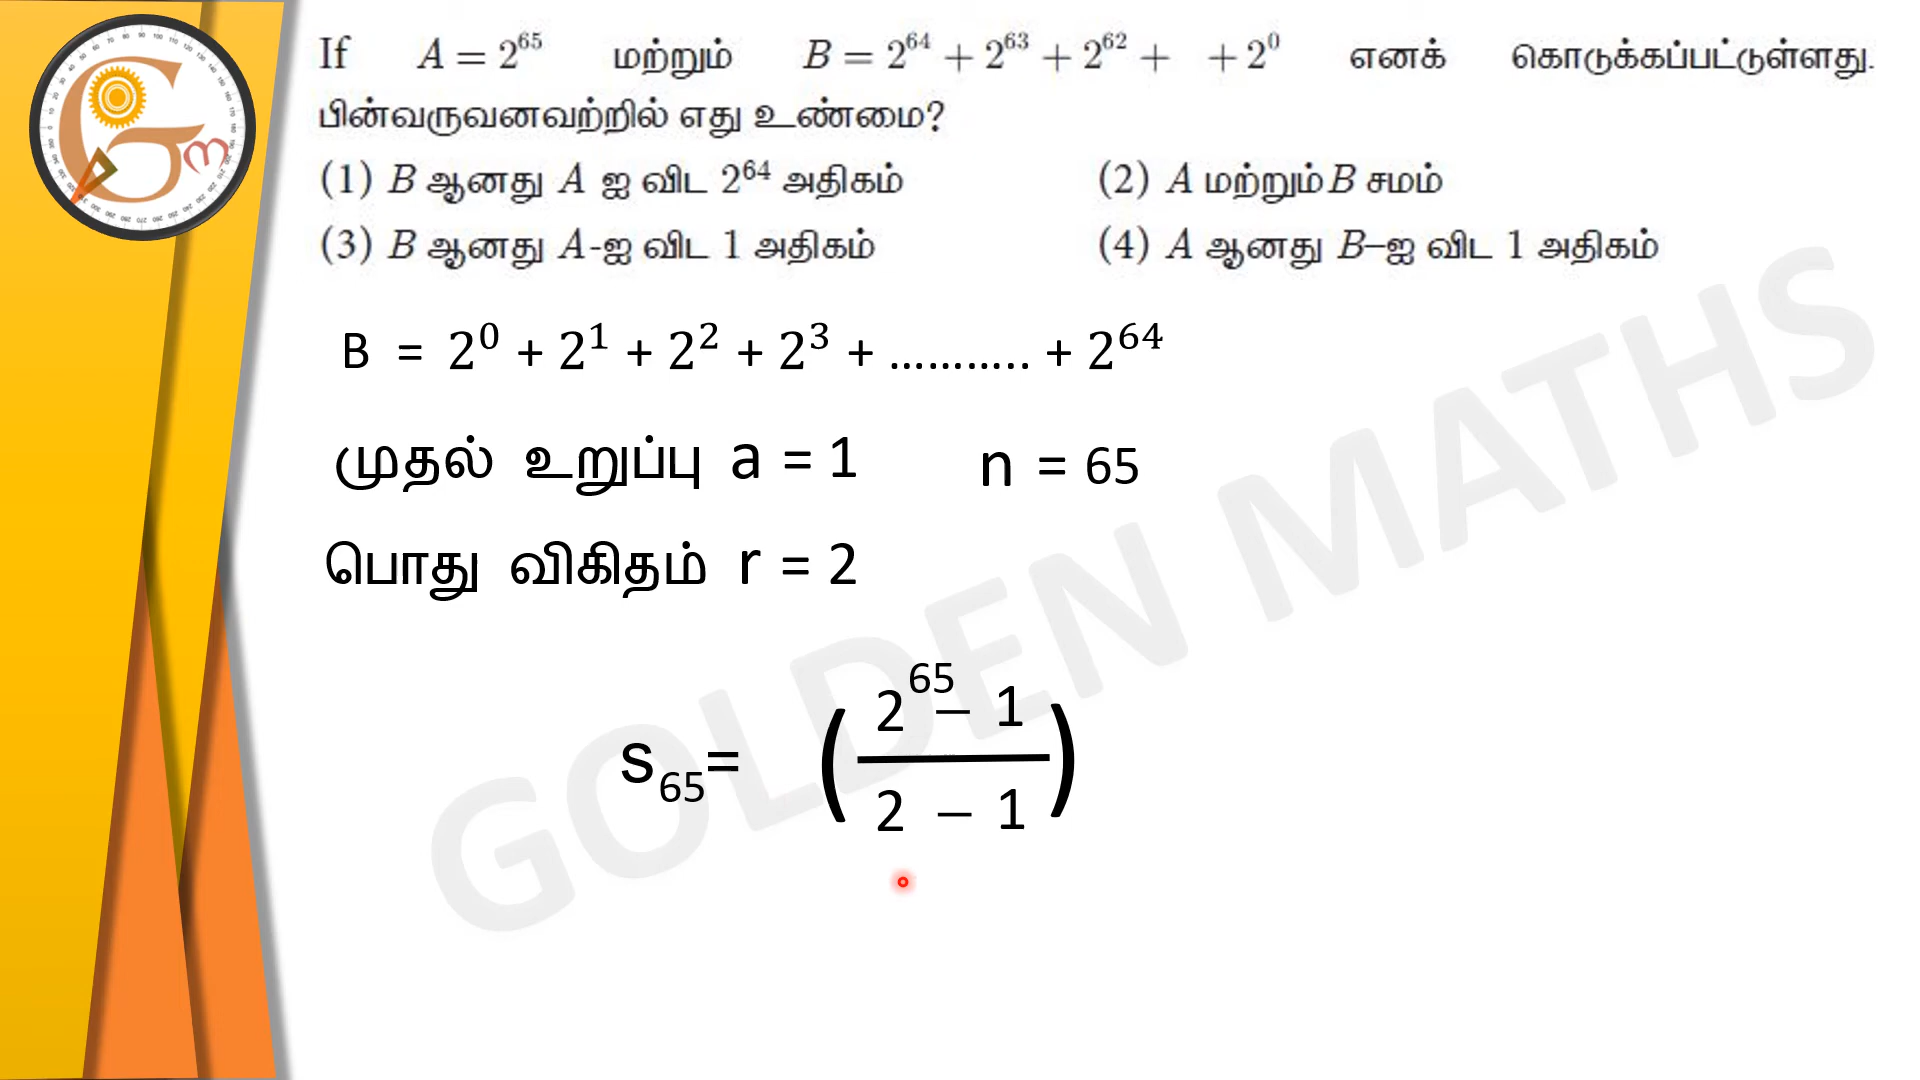 If A = 2^65 மற்றும் B = 2^64 + 2^63 + 2^62 + + 2^0 எனக் கொடுக்கப்பட்டுள்ளது.
பின்வருவனவற்றில் எது உண்மை?
(1) B ஆனது A ஐ விட 2^64 அதிகம் (2) A மற்றும் B சமம்
(3) B ஆனது A-ஐ விட 1 அதிகம் (4) A ஆனது B–ஐ விட 1 அதிகம்
B = 2^0 + 2^1 + 2^2 + 2^3 + ……….. + 2^64
முதல் உறுப்பு a = 1 n = 65
பொது விகிதம் r = 2
s_65 = ( (2^65 – 1) / (2 – 1) )
GOLDEN MATHS